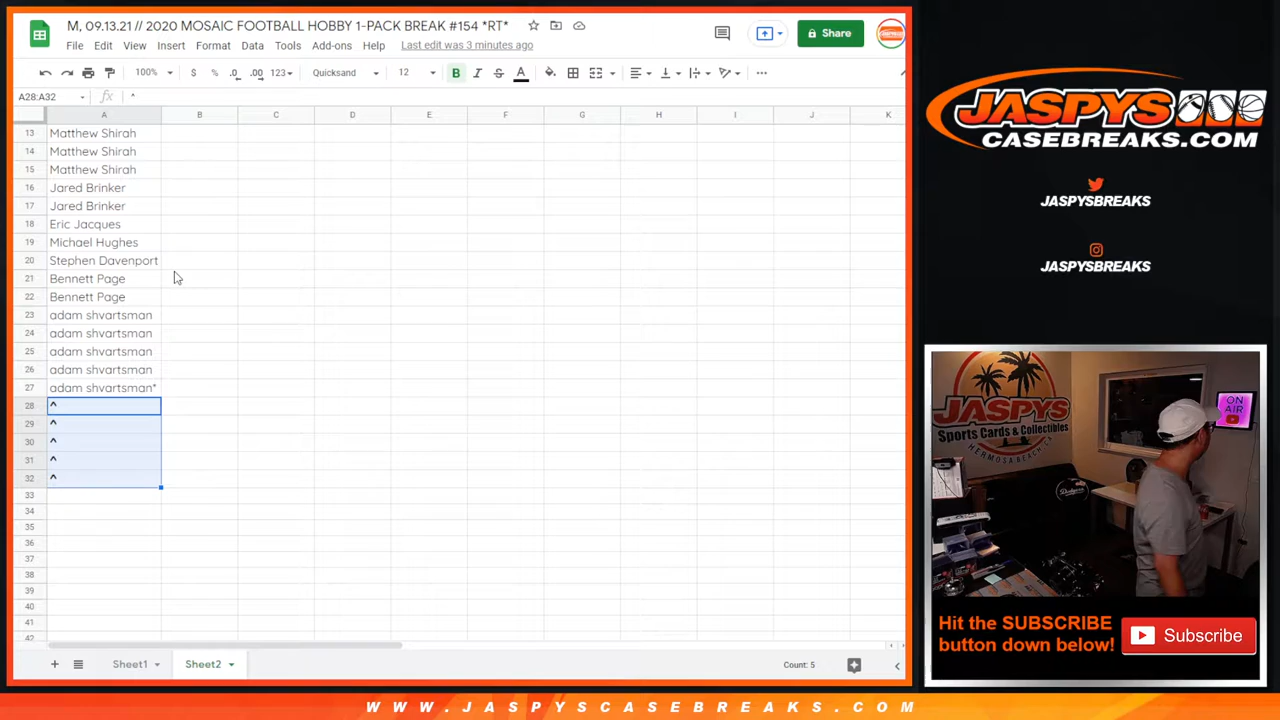 M. 09.13.21 // 2020 MOSAIC FOOTBALL HOBBY 1-PACK BREAK #154 *RT*
File Edit View Insert Format Data Tools Add-ons Help Last edit was 3 minutes ago
Share
100% $ % .0 .00 123 Quicksand 12 B I S A
A28:A32 fx ^
A B C D E F G H I J K
13 Matthew Shirah
14 Matthew Shirah
15 Matthew Shirah
16 Jared Brinker
17 Jared Brinker
18 Eric Jacques
19 Michael Hughes
20 Stephen Davenport
21 Bennett Page
22 Bennett Page
23 adam shvartsman
24 adam shvartsman
25 adam shvartsman
26 adam shvartsman
27 adam shvartsman*
28 ^
29 ^
30 ^
31 ^
32 ^
33
34
35
36
37
38
39
40
41
42
Sheet1 Sheet2 Count: 5
JASPYS
CASEBREAKS.COM
JASPYSBREAKS
JASPYSBREAKS
JASPYS
Sports Cards & Collectibles
HERMOSA BEACH CA
ON
AIR
Dodgers
Hit the SUBSCRIBE
button down below!
Subscribe
WWW.JASPYSCASEBREAKS.COM